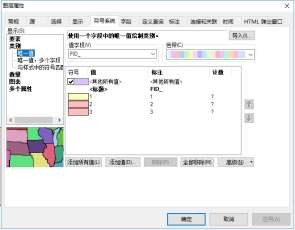 图层属性
常规 源 选择 显示 符号系统 字段 定义查询 标注 连接和关联 时间 HTML 弹出窗口
显示(S):
要素
类别
唯一值
唯一值，多个字段
与样式中的符号匹配
数量
图表
多个属性
使用一个字段中的唯一值绘制类别。
导入(I)...
值字段(V)
FID_
色带(C)
符号 值 标注 计数
<其他所有值> <其他所有值>
<标题> FID_
1 1 ?
2 2 ?
3 3 ?
添加所有值(L) 添加值(D)... 移除(R) 全部移除(M) 高级(N)
确定 取消 应用(A)